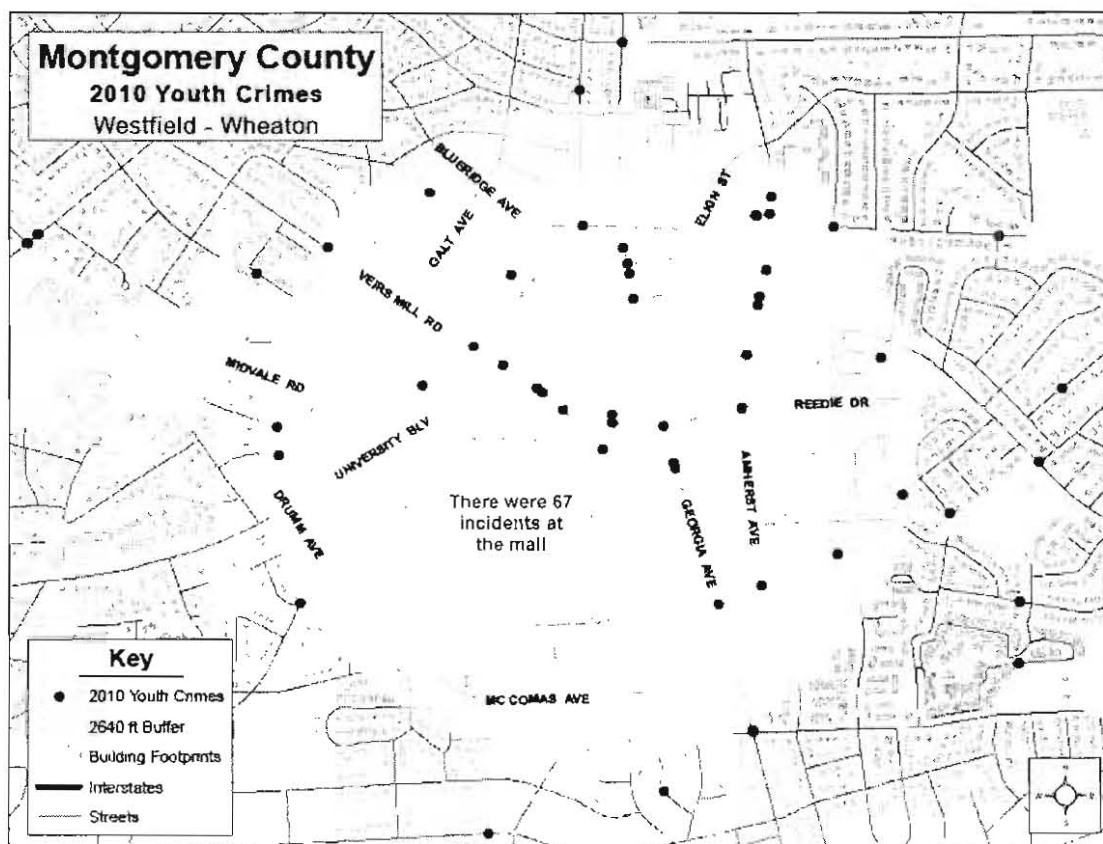 Montgomery County
2010 Youth Crimes
Westfield - Wheaton
BLUERIDGE AVE
GALT AVE
ELKIN ST
VEIRS MILL RD
MIDVALE RD
UNIVERSITY BLV
REEDIE DR
DRUMM AVE
There were 67
incidents at
the mall
AMHERST AVE
GEORGIA AVE
MCCOMAS AVE
Key
2010 Youth Crimes
2640 ft Buffer
Building Footprints
Interstates
Streets
N
W
E
S